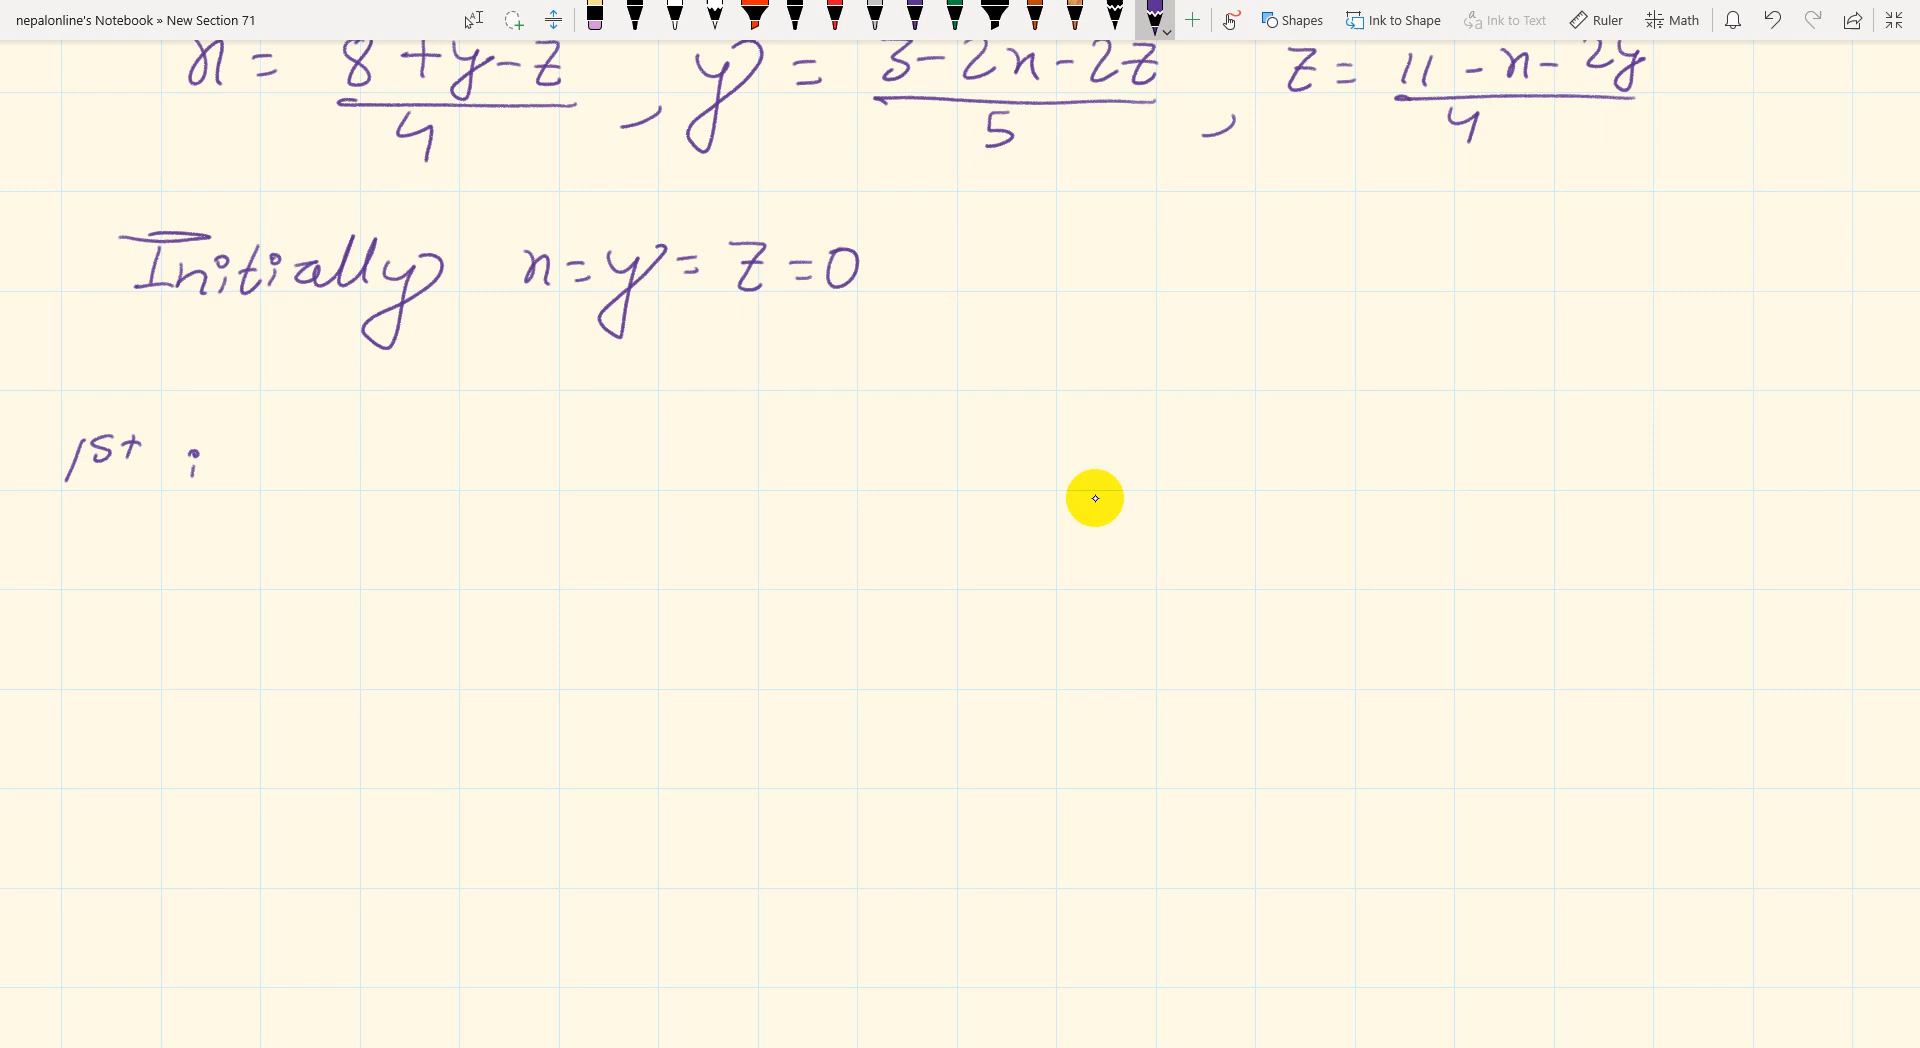 nepalonline's Notebook » New Section 71
Shapes Ink to Shape Ink to Text Ruler Math
x = 8+y-z/4 , y = 3-2x-2z/5 , z = 11-x-2y/4
Initially x=y=z=0
1st i